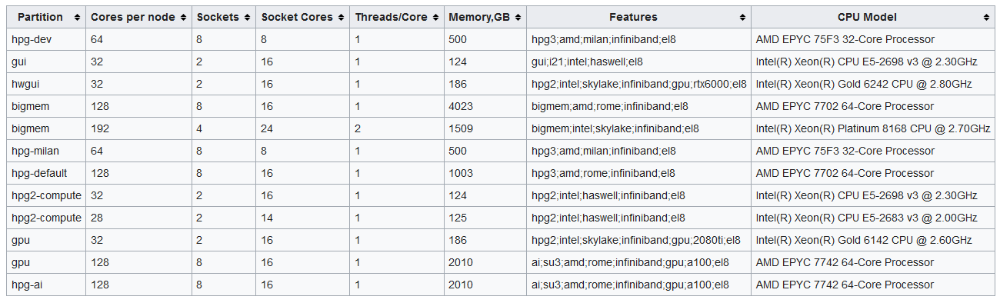 Partition Cores per node Sockets Socket Cores Threads/Core Memory,GB Features CPU Model
hpg-dev 64 8 8 1 500 hpg3;amd;milan;infiniband;el8 AMD EPYC 75F3 32-Core Processor
gui 32 2 16 1 124 gui;i21;intel;haswell;el8 Intel(R) Xeon(R) CPU E5-2698 v3 @ 2.30GHz
hwgui 32 2 16 1 186 hpg2;intel;skylake;infiniband;gpu;rtx6000;el8 Intel(R) Xeon(R) Gold 6242 CPU @ 2.80GHz
bigmem 128 8 16 1 4023 bigmem;amd;rome;infiniband;el8 AMD EPYC 7702 64-Core Processor
bigmem 192 4 24 2 1509 bigmem;intel;skylake;infiniband;el8 Intel(R) Xeon(R) Platinum 8168 CPU @ 2.70GHz
hpg-milan 64 8 8 1 500 hpg3;amd;milan;infiniband;el8 AMD EPYC 75F3 32-Core Processor
hpg-default 128 8 16 1 1003 hpg3;amd;rome;infiniband;el8 AMD EPYC 7702 64-Core Processor
hpg2-compute 32 2 16 1 124 hpg2;intel;haswell;infiniband;el8 Intel(R) Xeon(R) CPU E5-2698 v3 @ 2.30GHz
hpg2-compute 28 2 14 1 125 hpg2;intel;haswell;infiniband;el8 Intel(R) Xeon(R) CPU E5-2683 v3 @ 2.00GHz
gpu 32 2 16 1 186 hpg2;intel;skylake;infiniband;gpu;2080ti;el8 Intel(R) Xeon(R) Gold 6142 CPU @ 2.60GHz
gpu 128 8 16 1 2010 ai;su3;amd;rome;infiniband;gpu;a100;el8 AMD EPYC 7742 64-Core Processor
hpg-ai 128 8 16 1 2010 ai;su3;amd;rome;infiniband;gpu;a100;el8 AMD EPYC 7742 64-Core Processor